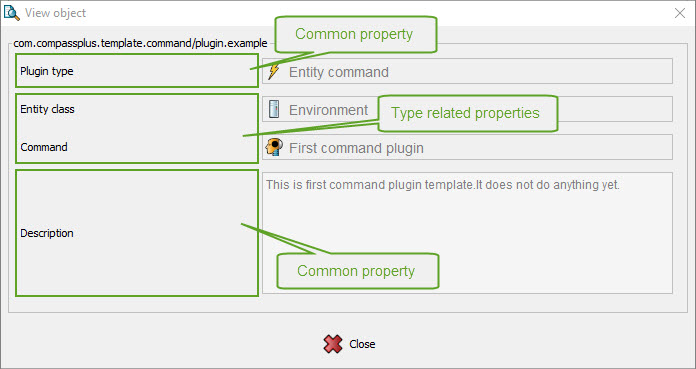 View object
Common property
com.compassplus.template.command/plugin.example
Plugin type
Entity command
Entity class
Environment
Type related properties
Command
First command plugin
This is first command plugin template.It does not do anything yet.
Description
Common property
Close